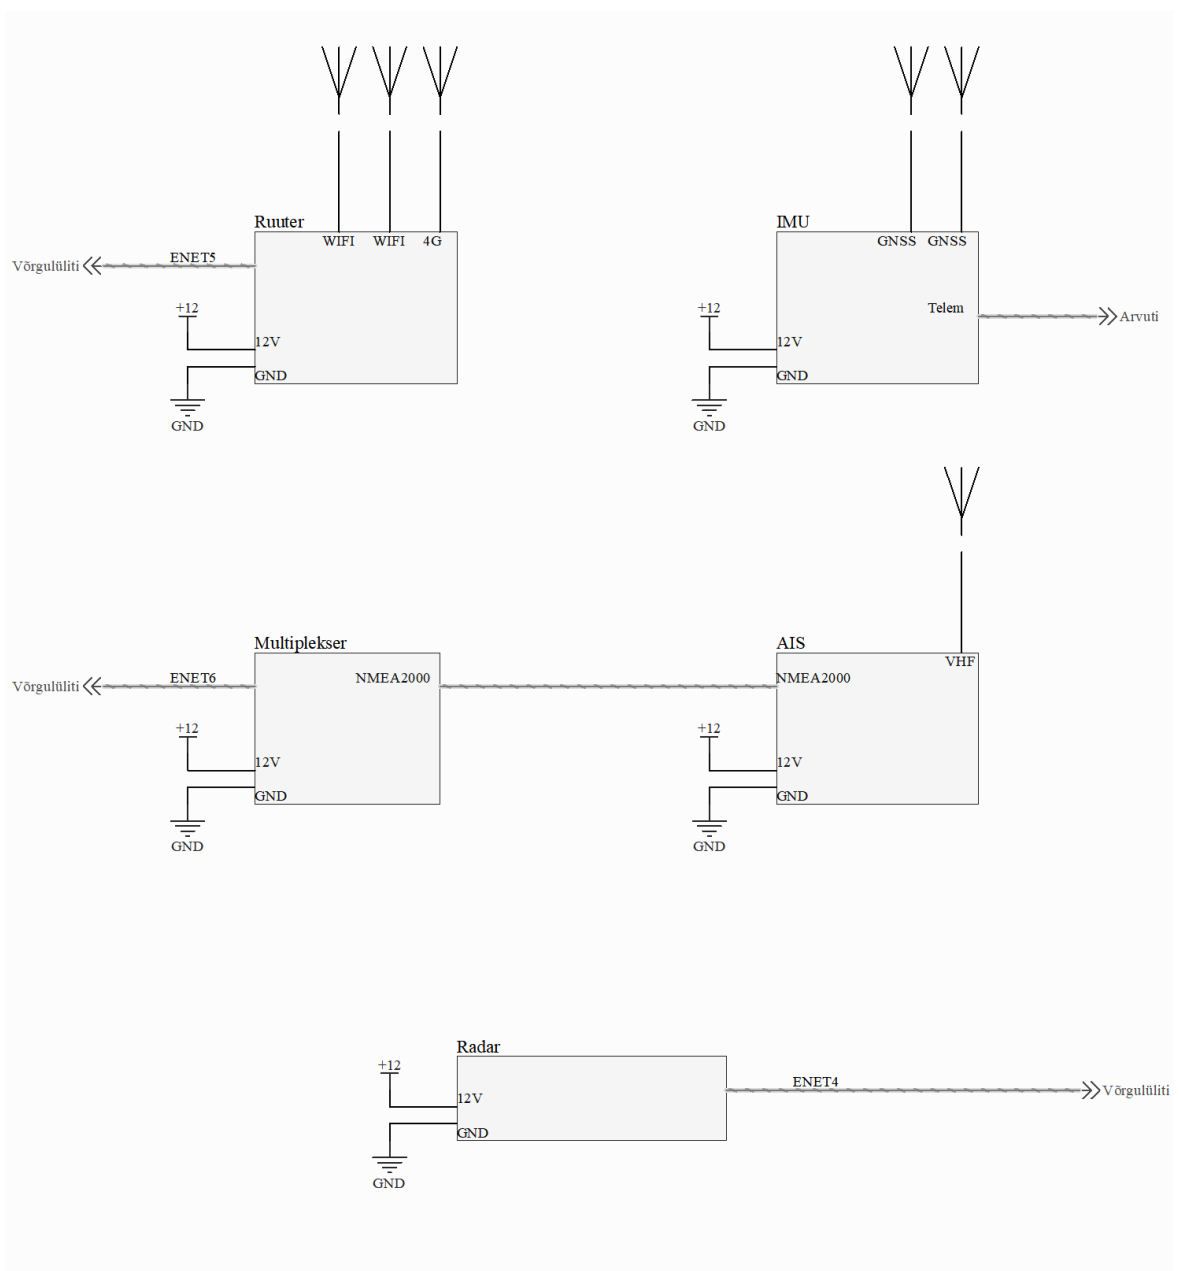 Ruuter
WIFI WIFI 4G
Võrgulüliti ENET5
+12
12V
GND
GND
IMU
GNSS GNSS
+12
Telem
Arvuti
12V
GND
GND
Multiplekser
Võrgulüliti ENET6 NMEA2000
+12
12V
GND
GND
AIS
VHF
NMEA2000
+12
12V
GND
GND
Radar
+12
12V
GND
GND
ENET4
Võrgulüliti